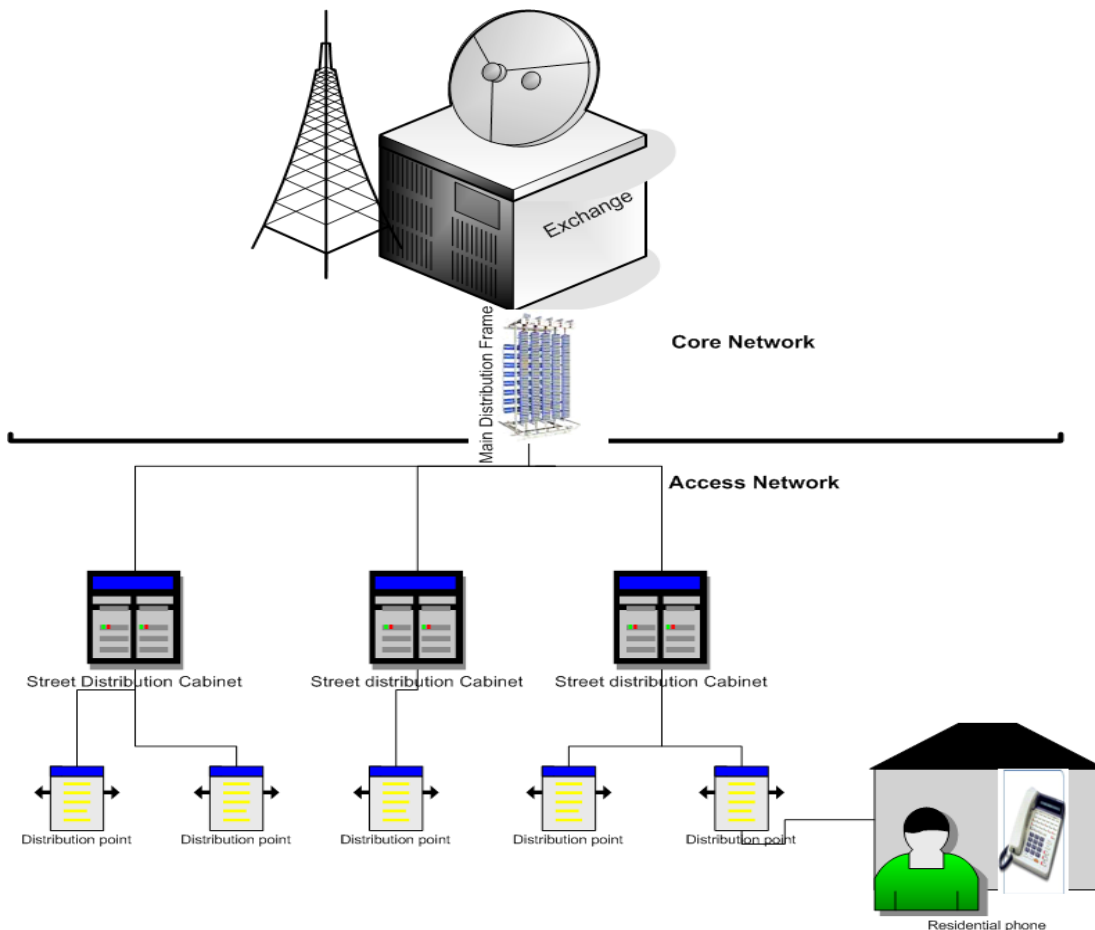 Exchange
Main Distribution Frame
Core Network
Access Network
Street Distribution Cabinet
Street distribution Cabinet
Street distribution Cabinet
Distribution point
Distribution point
Distribution point
Distribution point
Distribution point
Residential phone